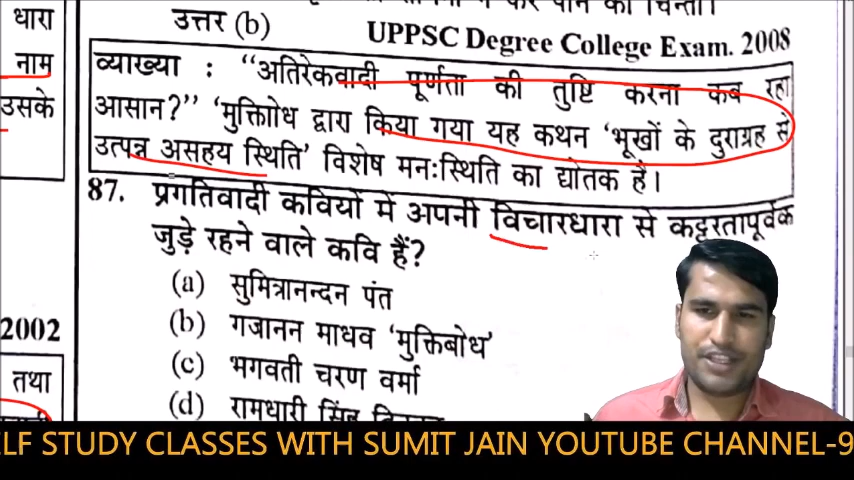 धारा
नाम
उसके
2002
तथा
उत्तर (b)
UPPSC Degree College Exam. 2008
व्याख्या : “अतिरेकवादी पूर्णता की तुष्टि करना कब रहा
आसान?” ‘मुक्तिाोध द्वारा किया गया यह कथन ‘भूखों के दुराग्रह से
उत्पन्न असहय स्थिति’ विशेष मनःस्थिति का द्योतक है।
87. प्रगतिवादी कवियों में अपनी विचारधारा से कट्टरतापूर्वक
जुड़े रहने वाले कवि हैं?
(a) सुमित्रानन्दन पंत
(b) गजानन माधव ‘मुक्तिबोध’
(c) भगवती चरण वर्मा
(d) रामधारी सिंह
ELF STUDY CLASSES WITH SUMIT JAIN YOUTUBE CHANNEL-9